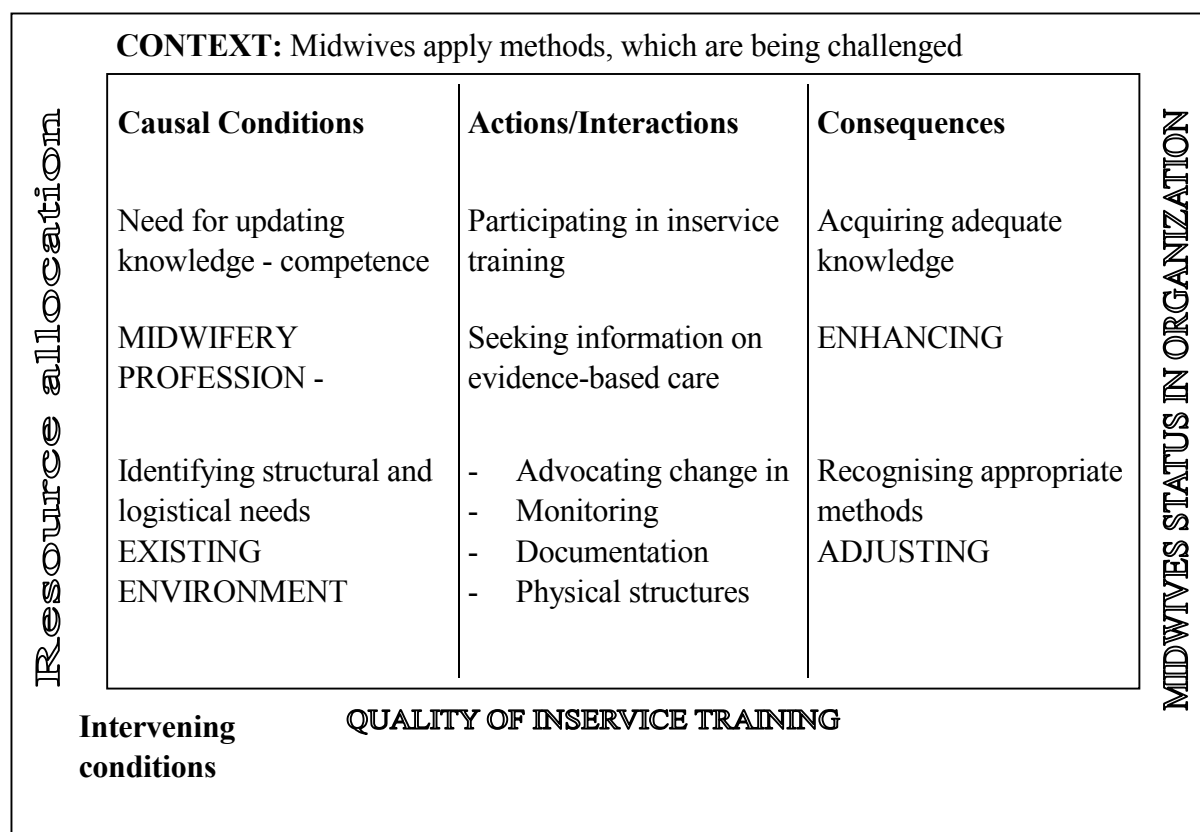 CONTEXT: Midwives apply methods, which are being challenged
Resource allocation
Causal Conditions
Need for updating
knowledge - competence
MIDWIFERY
PROFESSION -
Identifying structural and
logistical needs
EXISTING
ENVIRONMENT
Actions/Interactions
Participating in inservice
training
Seeking information on
evidence-based care
- Advocating change in
- Monitoring
- Documentation
- Physical structures
Consequences
Acquiring adequate
knowledge
ENHANCING
Recognising appropriate
methods
ADJUSTING
MIDWIVES STATUS IN ORGANIZATION
Intervening
conditions
QUALITY OF INSERVICE TRAINING